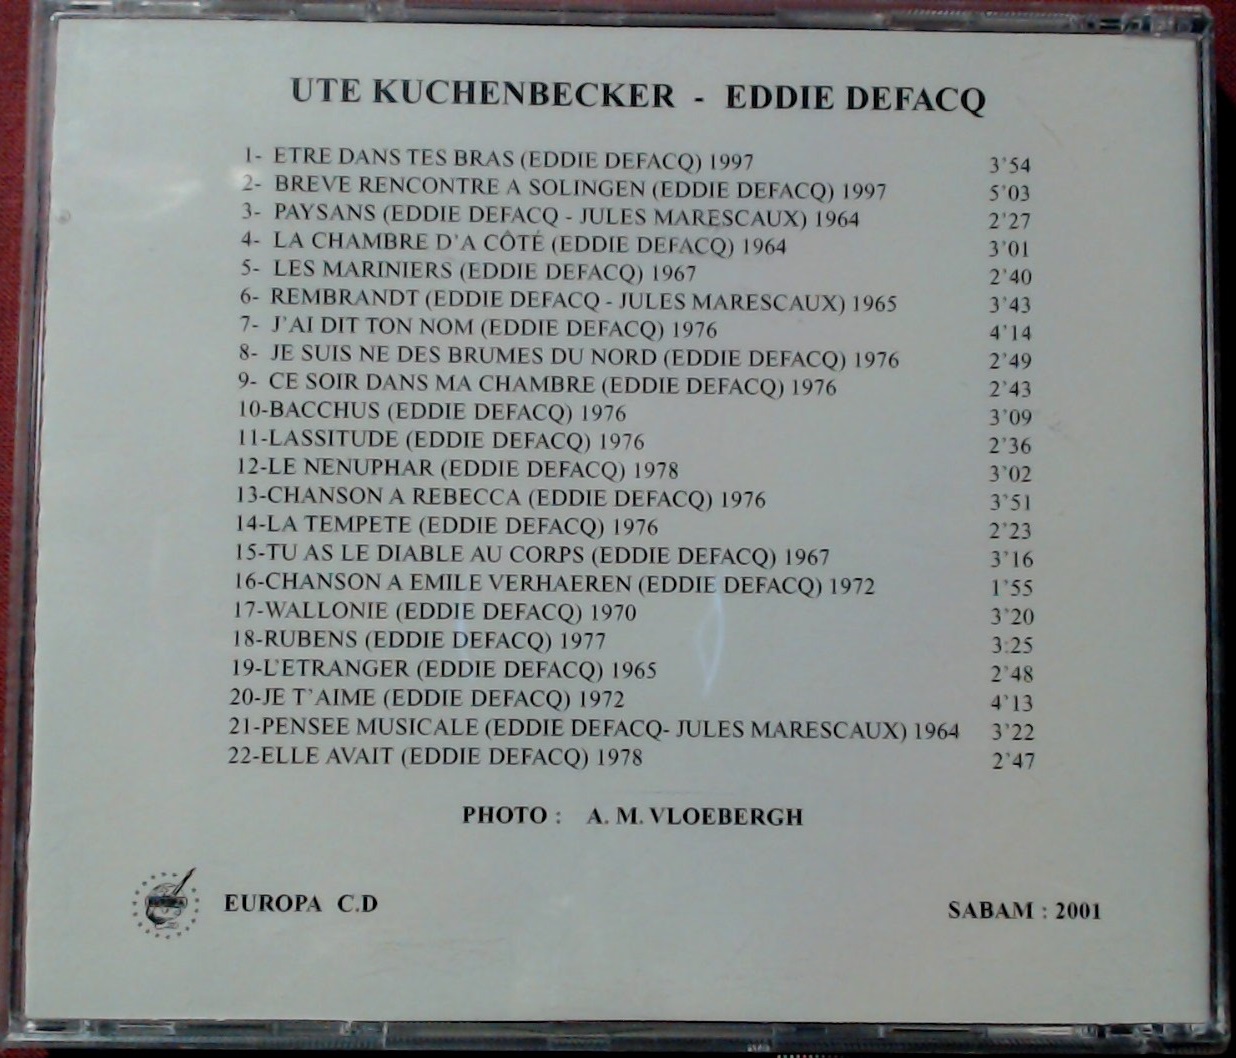 UTE KUCHENBECKER - EDDIE DEFACQ
1- ETRE DANS TES BRAS (EDDIE DEFACQ) 1997 3'54
2- BREVE RENCONTRE A SOLINGEN (EDDIE DEFACQ) 1997 5'03
3- PAYSANS (EDDIE DEFACQ - JULES MARESCAUX) 1964 2'27
4- LA CHAMBRE D'A CÔTÉ (EDDIE DEFACQ) 1964 3'01
5- LES MARINIERS (EDDIE DEFACQ) 1967 2'40
6- REMBRANDT (EDDIE DEFACQ - JULES MARESCAUX) 1965 3'43
7- J'AI DIT TON NOM (EDDIE DEFACQ) 1976 4'14
8- JE SUIS NE DES BRUMES DU NORD (EDDIE DEFACQ) 1976 2'49
9- CE SOIR DANS MA CHAMBRE (EDDIE DEFACQ) 1976 2'43
10-BACCHUS (EDDIE DEFACQ) 1976 3'09
11-LASSITUDE (EDDIE DEFACQ) 1976 2'36
12-LE NENUPHAR (EDDIE DEFACQ) 1978 3'02
13-CHANSON A REBECCA (EDDIE DEFACQ) 1976 3'51
14-LA TEMPETE (EDDIE DEFACQ) 1976 2'23
15-TU AS LE DIABLE AU CORPS (EDDIE DEFACQ) 1967 3'16
16-CHANSON A EMILE VERHAEREN (EDDIE DEFACQ) 1972 1'55
17-WALLONIE (EDDIE DEFACQ) 1970 3'20
18-RUBENS (EDDIE DEFACQ) 1977 3:25
19-L'ETRANGER (EDDIE DEFACQ) 1965 2'48
20-JE T'AIME (EDDIE DEFACQ) 1972 4'13
21-PENSEE MUSICALE (EDDIE DEFACQ- JULES MARESCAUX) 1964 3'22
22-ELLE AVAIT (EDDIE DEFACQ) 1978 2'47
PHOTO : A. M. VLOEBERGH
EUROPA C.D SABAM : 2001